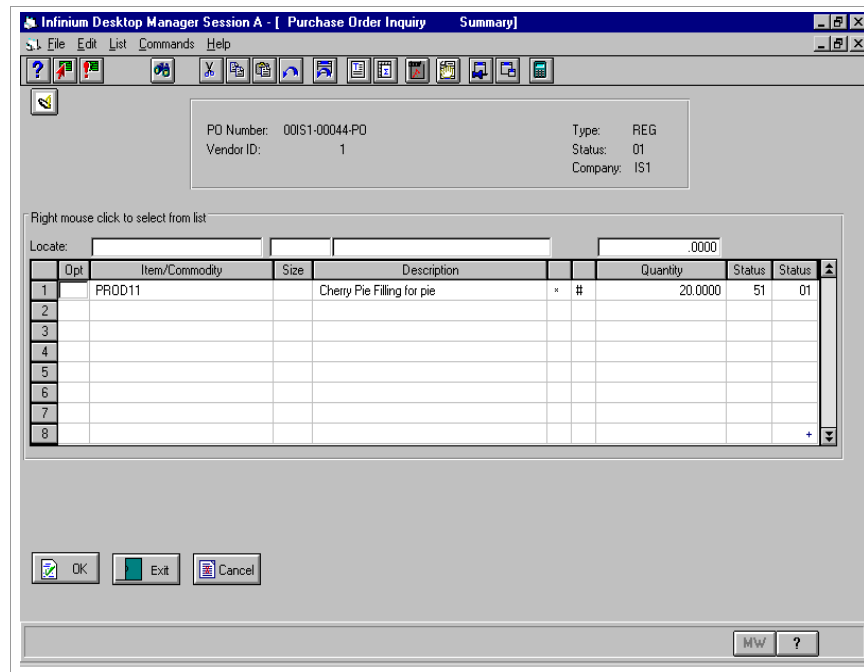 Infinium Desktop Manager Session A - [ Purchase Order Inquiry Summary]
File Edit List Commands Help
PO Number: 00IS1-00044-PO Type: REG
Vendor ID: 1 Status: 01
Company: IS1
Right mouse click to select from list
Locate: .0000
Opt Item/Commodity Size Description Quantity Status Status
1 PROD11 Cherry Pie Filling for pie × # 20.0000 51 01
2
3
4
5
6
7
8 +
OK Exit Cancel
MW ?